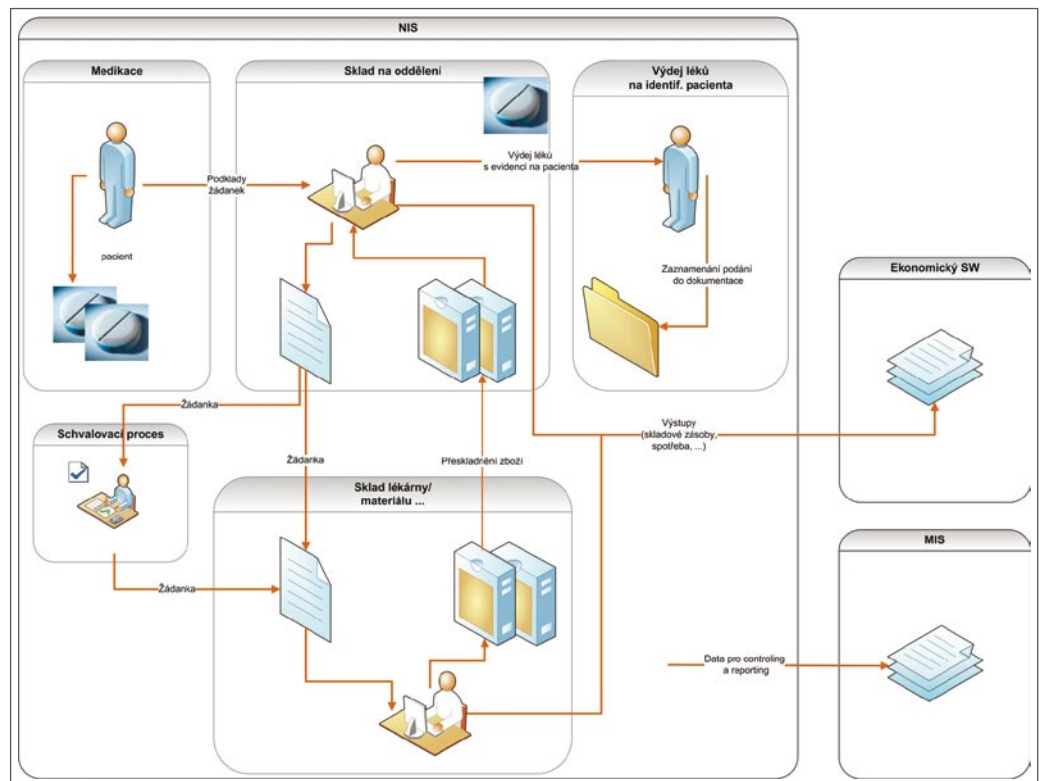 NIS
Medikace
Sklad na oddělení
Výdej léků
na identif. pacienta
Výdej léků
s evidencí na pacienta
Podklady
žádanek
pacient
Zaznamenání podání
do dokumentace
Ekonomický SW
Žádanka
Výstupy
(skladové zásoby,
spotřeba, ...)
Schvalovací proces
Žádanka
Přeskladnění zboží
Sklad lékárny/
materiálu ...
MIS
Žádanka
Data pro controling
a reporting